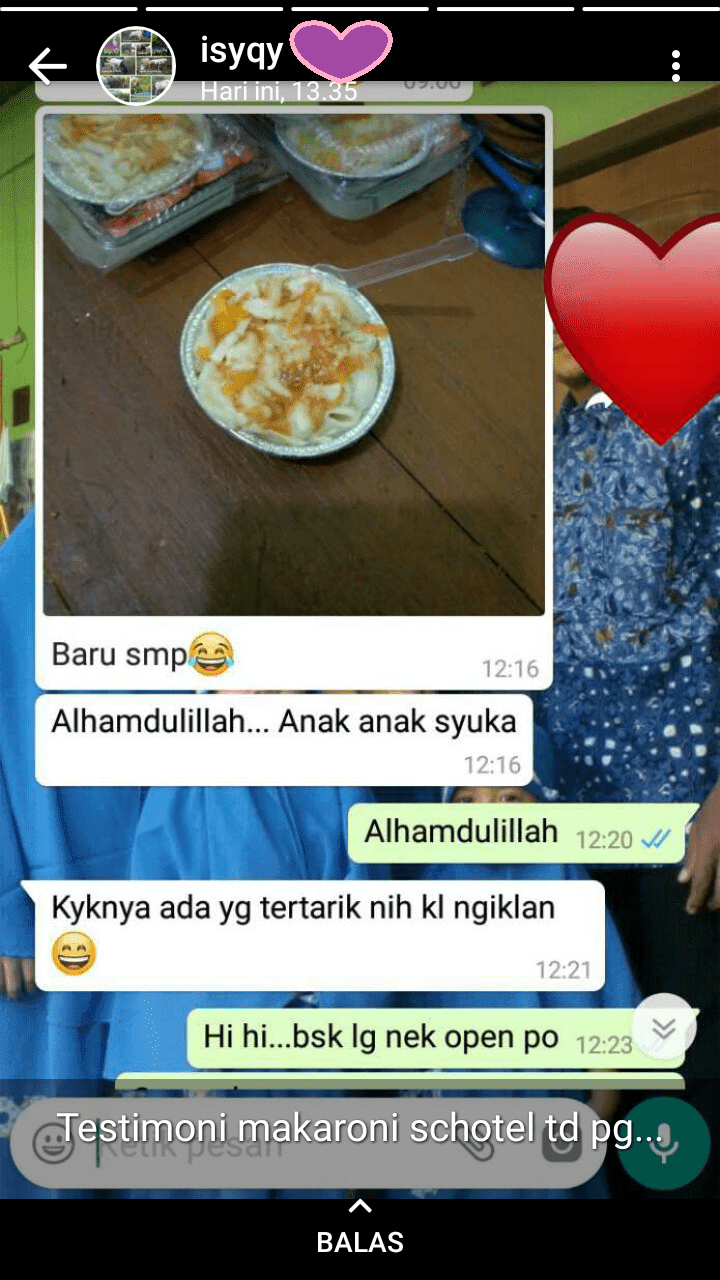 isyqy
Hari ini, 13.35
09.00
Baru smp😂
12:16
Alhamdulillah... Anak anak syuka
12:16
Alhamdulillah 12:20
Kyknya ada yg tertarik nih kl ngiklan
😄
12:21
Hi hi...bsk lg nek open po 12:23
Testimoni makaroni schotel td pg...
Ketik pesan
BALAS